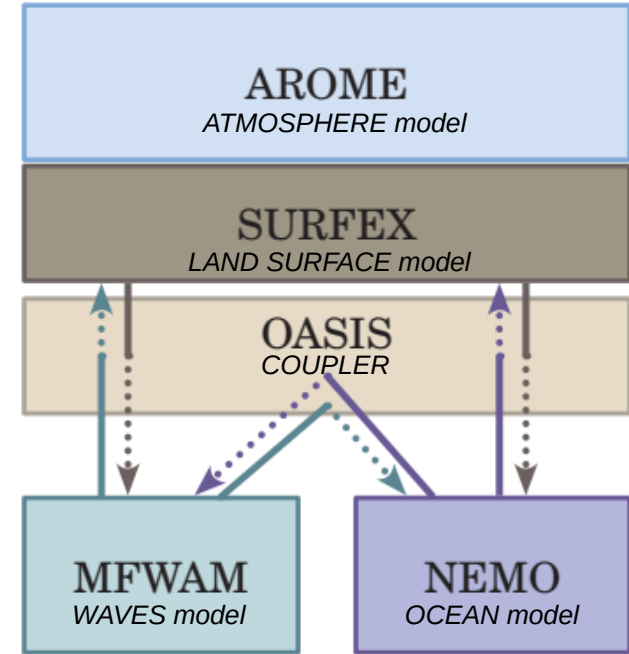 AROME
ATMOSPHERE model
SURFEX
LAND SURFACE model
OASIS
COUPLER
MFWAM
WAVES model
NEMO
OCEAN model